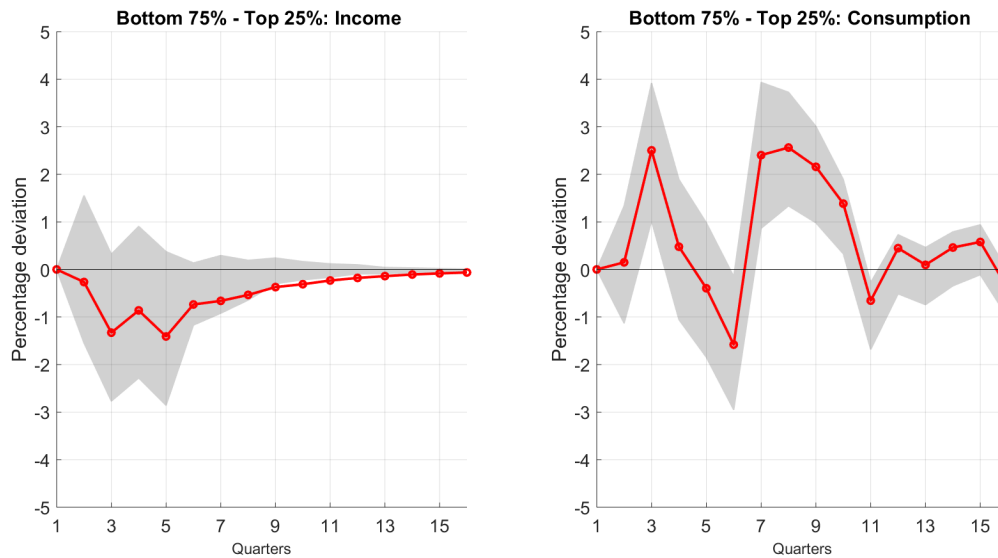 Bottom 75% - Top 25%: Income
Percentage deviation
5
4
3
2
1
0
-1
-2
-3
-4
-5
1 3 5 7 9 11 13 15
Quarters
Bottom 75% - Top 25%: Consumption
Percentage deviation
5
4
3
2
1
0
-1
-2
-3
-4
-5
1 3 5 7 9 11 13 15
Quarters